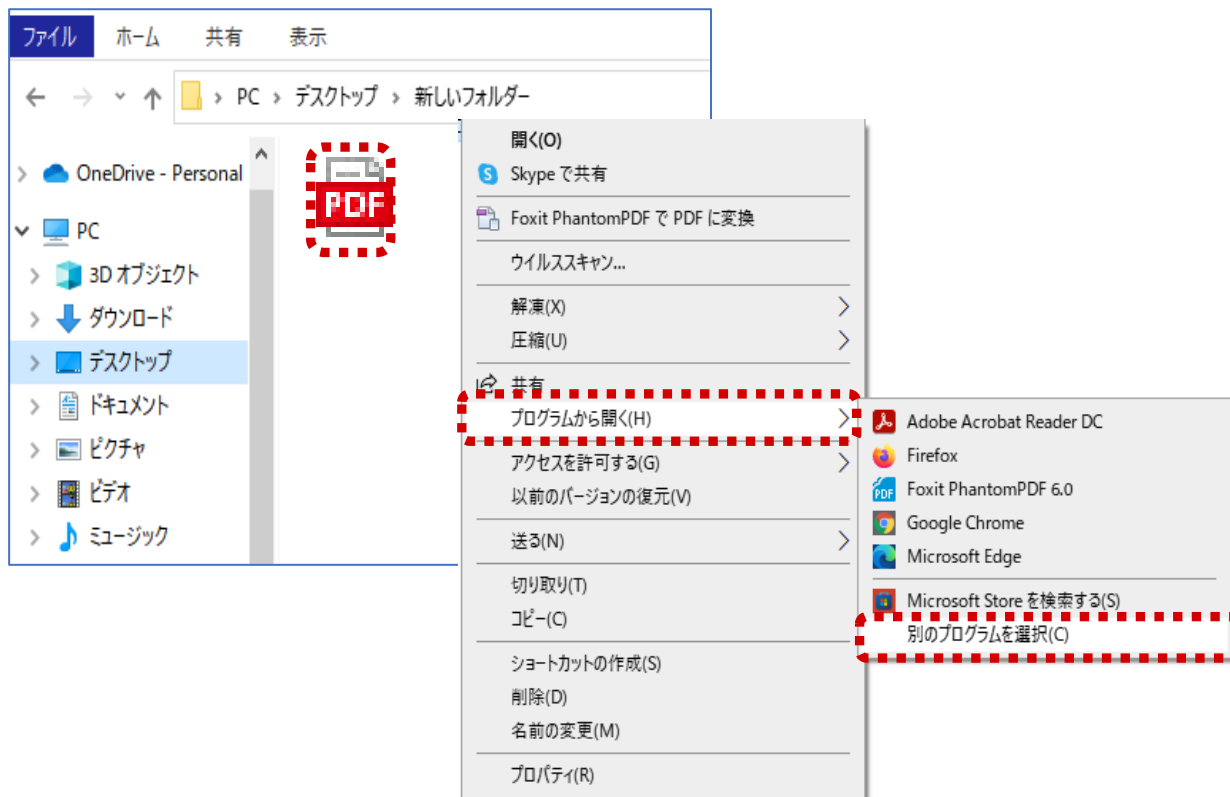 ファイル ホーム 共有 表示
PC › デスクトップ › 新しいフォルダー
OneDrive - Personal
PC
3D オブジェクト
ダウンロード
デスクトップ
ドキュメント
ピクチャ
ビデオ
ミュージック
PDF
開く(O)
Skype で共有
Foxit PhantomPDF で PDF に変換
ウイルススキャン...
解凍(X)
圧縮(U)
共有
プログラムから開く(H)
アクセスを許可する(G)
以前のバージョンの復元(V)
送る(N)
切り取り(T)
コピー(C)
ショートカットの作成(S)
削除(D)
名前の変更(M)
プロパティ(R)
Adobe Acrobat Reader DC
Firefox
PDF Foxit PhantomPDF 6.0
Google Chrome
Microsoft Edge
Microsoft Store を検索する(S)
別のプログラムを選択(C)